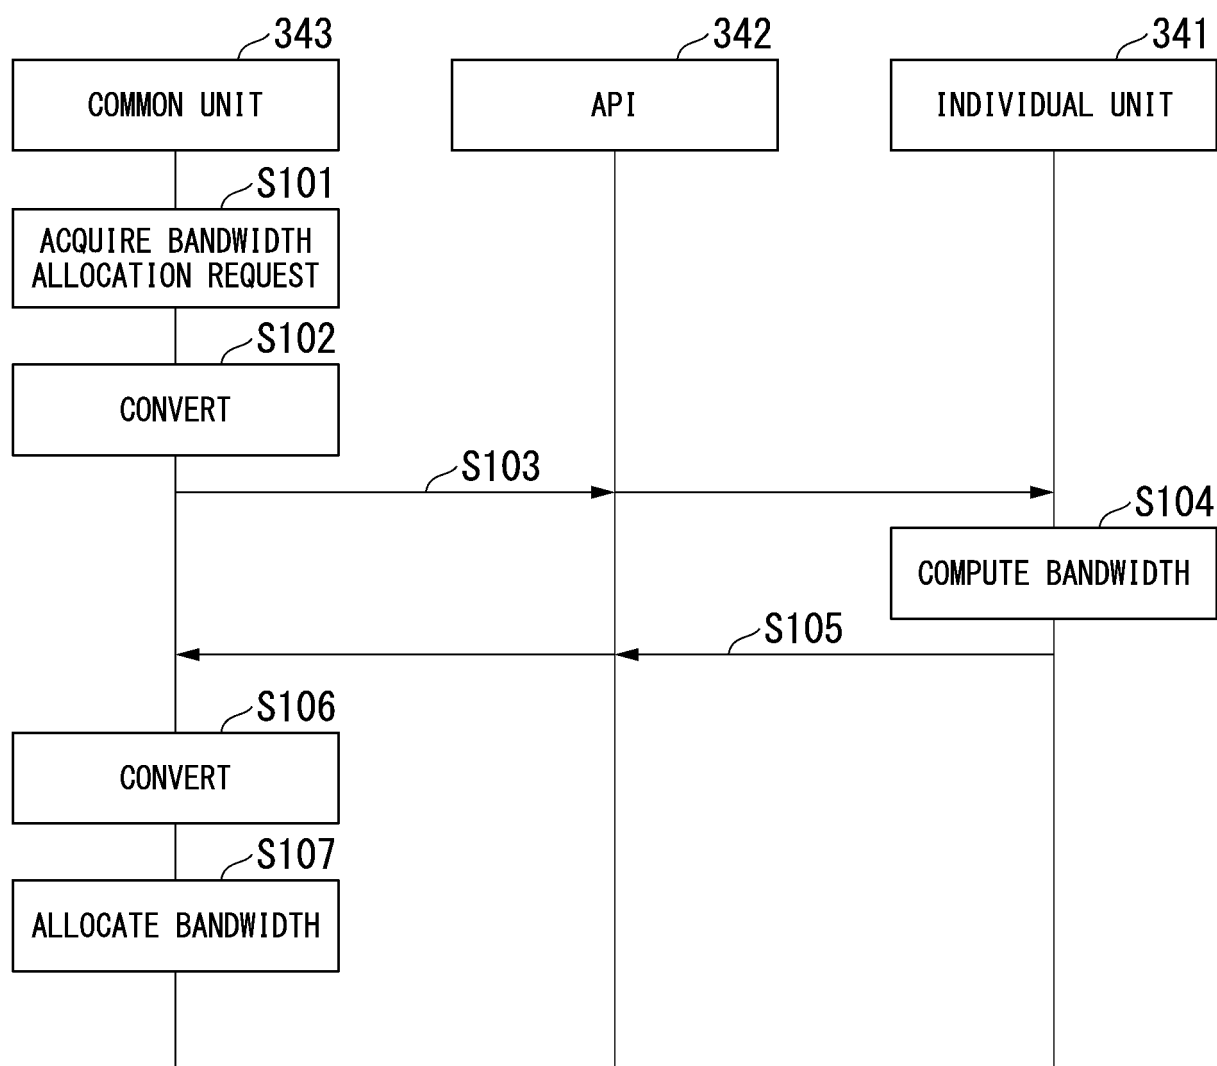 343
342
341
COMMON UNIT
API
INDIVIDUAL UNIT
S101
ACQUIRE BANDWIDTH
ALLOCATION REQUEST
S102
CONVERT
S103
S104
COMPUTE BANDWIDTH
S105
S106
CONVERT
S107
ALLOCATE BANDWIDTH